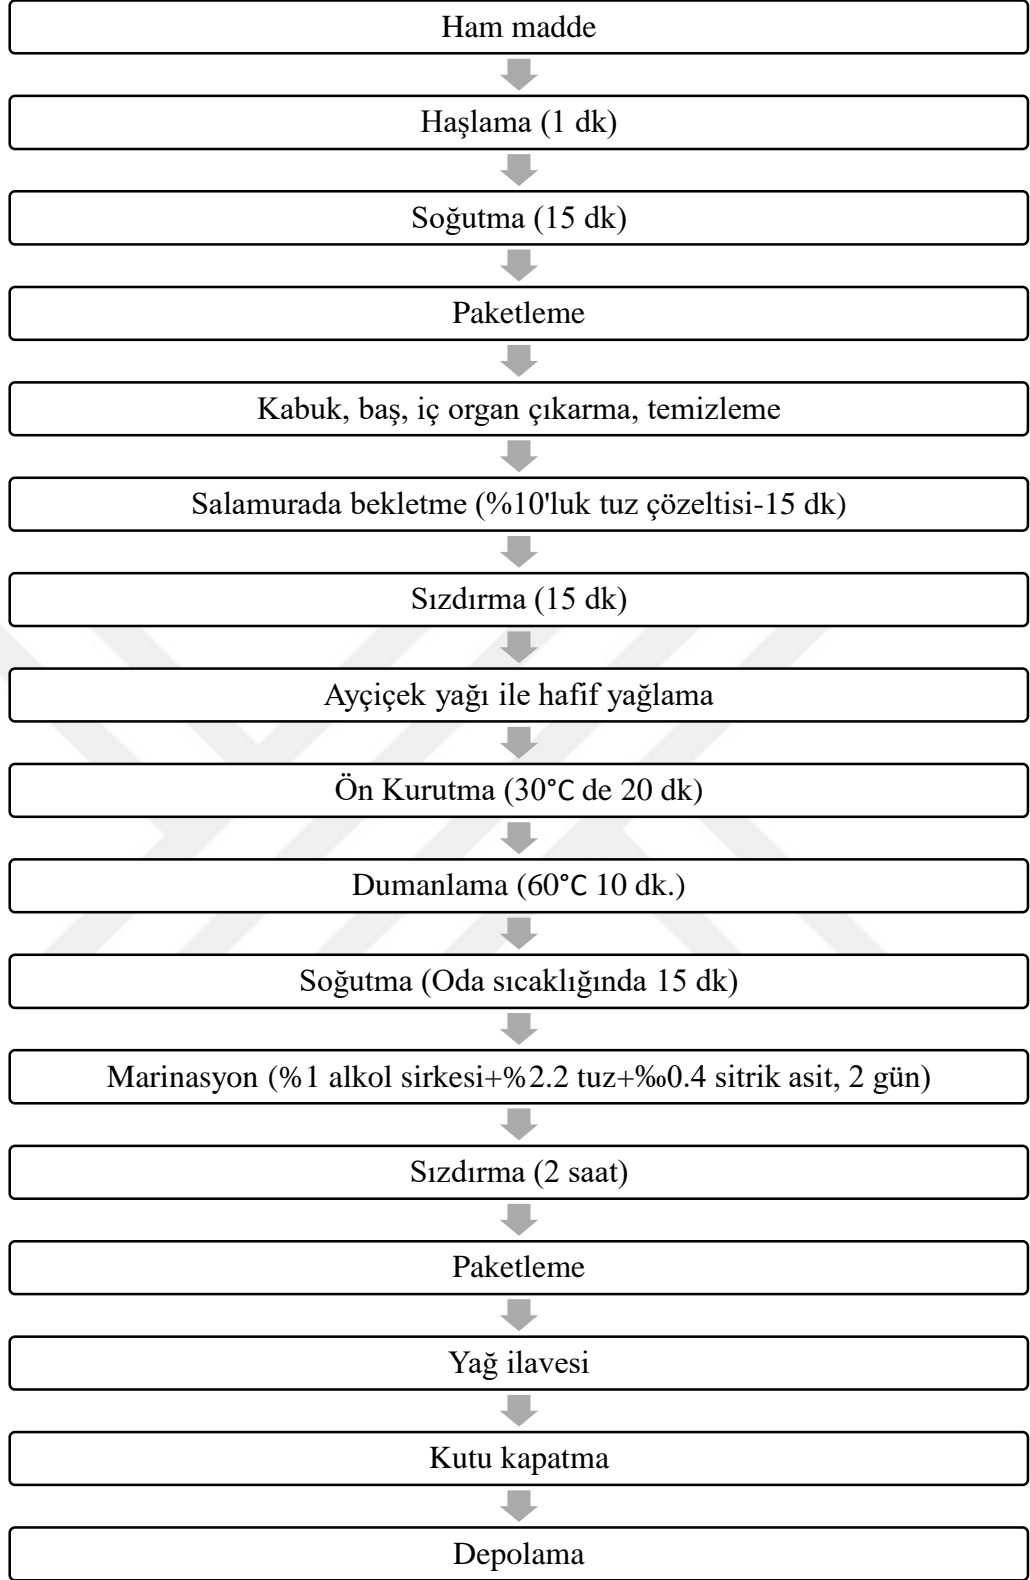 Ham madde
Haşlama (1 dk)
Soğutma (15 dk)
Paketleme
Kabuk, baş, iç organ çıkarma, temizleme
Salamurada bekletme (%10'luk tuz çözeltisi-15 dk)
Sızdırma (15 dk)
Ayçiçek yağı ile hafif yağlama
Ön Kurutma (30°C de 20 dk)
Dumanlama (60°C 10 dk.)
Soğutma (Oda sıcaklığında 15 dk)
Marinasyon (%1 alkol sirkesi+%2.2 tuz+‰0.4 sitrik asit, 2 gün)
Sızdırma (2 saat)
Paketleme
Yağ ilavesi
Kutu kapatma
Depolama